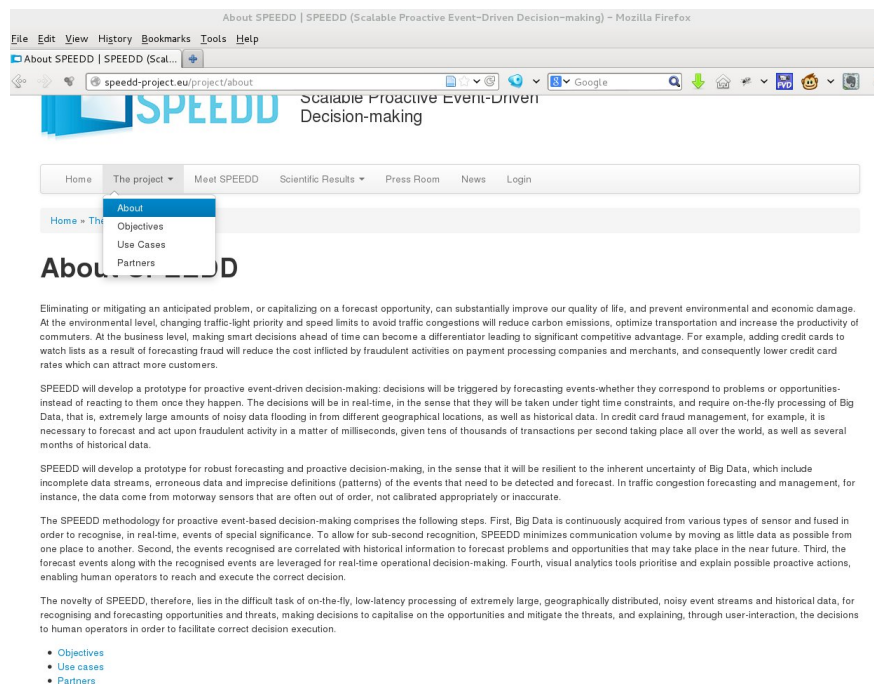 About SPEEDD | SPEEDD (Scalable Proactive Event-Driven Decision-making) - Mozilla Firefox
File Edit View History Bookmarks Tools Help
About SPEEDD | SPEEDD (Scal...
speedd-project.eu/project/about
Google
FVD
SPEEDD
Scalable Proactive Event-Driven
Decision-making
Home The project Meet SPEEDD Scientific Results Press Room News Login
About
Home » The
Objectives
Use Cases
Partners
About SPEEDD
Eliminating or mitigating an anticipated problem, or capitalizing on a forecast opportunity, can substantially improve our quality of life, and prevent environmental and economic damage.
At the environmental level, changing traffic-light priority and speed limits to avoid traffic congestions will reduce carbon emissions, optimize transportation and increase the productivity of
commuters. At the business level, making smart decisions ahead of time can become a differentiator leading to significant competitive advantage. For example, adding credit cards to
watch lists as a result of forecasting fraud will reduce the cost inflicted by fraudulent activities on payment processing companies and merchants, and consequently lower credit card
rates which can attract more customers.
SPEEDD will develop a prototype for proactive event-driven decision-making: decisions will be triggered by forecasting events-whether they correspond to problems or opportunities-
instead of reacting to them once they happen. The decisions will be in real-time, in the sense that they will be taken under tight time constraints, and require on-the-fly processing of Big
Data, that is, extremely large amounts of noisy data flooding in from different geographical locations, as well as historical data. In credit card fraud management, for example, it is
necessary to forecast and act upon fraudulent activity in a matter of milliseconds, given tens of thousands of transactions per second taking place all over the world, as well as several
months of historical data.
SPEEDD will develop a prototype for robust forecasting and proactive decision-making, in the sense that it will be resilient to the inherent uncertainty of Big Data, which include
incomplete data streams, erroneous data and imprecise definitions (patterns) of the events that need to be detected and forecast. In traffic congestion forecasting and management, for
instance, the data come from motorway sensors that are often out of order, not calibrated appropriately or inaccurate.
The SPEEDD methodology for proactive event-based decision-making comprises the following steps. First, Big Data is continuously acquired from various types of sensor and fused in
order to recognise, in real-time, events of special significance. To allow for sub-second recognition, SPEEDD minimizes communication volume by moving as little data as possible from
one place to another. Second, the events recognised are correlated with historical information to forecast problems and opportunities that may take place in the near future. Third, the
forecast events along with the recognised events are leveraged for real-time operational decision-making. Fourth, visual analytics tools prioritise and explain possible proactive actions,
enabling human operators to reach and execute the correct decision.
The novelty of SPEEDD, therefore, lies in the difficult task of on-the-fly, low-latency processing of extremely large, geographically distributed, noisy event streams and historical data, for
recognising and forecasting opportunities and threats, making decisions to capitalise on the opportunities and mitigate the threats, and explaining, through user-interaction, the decisions
to human operators in order to facilitate correct decision execution.
Objectives
Use cases
Partners